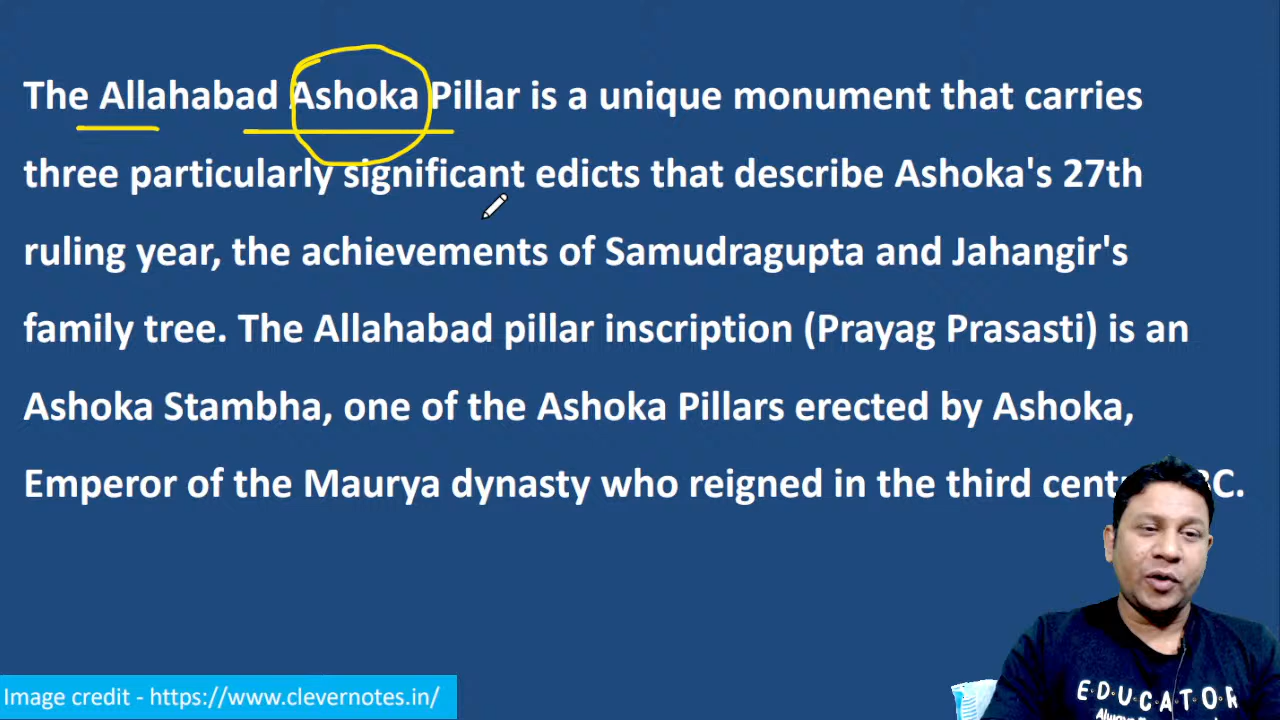 The Allahabad Ashoka Pillar is a unique monument that carries
three particularly significant edicts that describe Ashoka's 27th
ruling year, the achievements of Samudragupta and Jahangir's
family tree. The Allahabad pillar inscription (Prayag Prasasti) is an
Ashoka Stambha, one of the Ashoka Pillars erected by Ashoka,
Emperor of the Maurya dynasty who reigned in the third
EDUCATOR
Image credit - https://www.clevernotes.in/